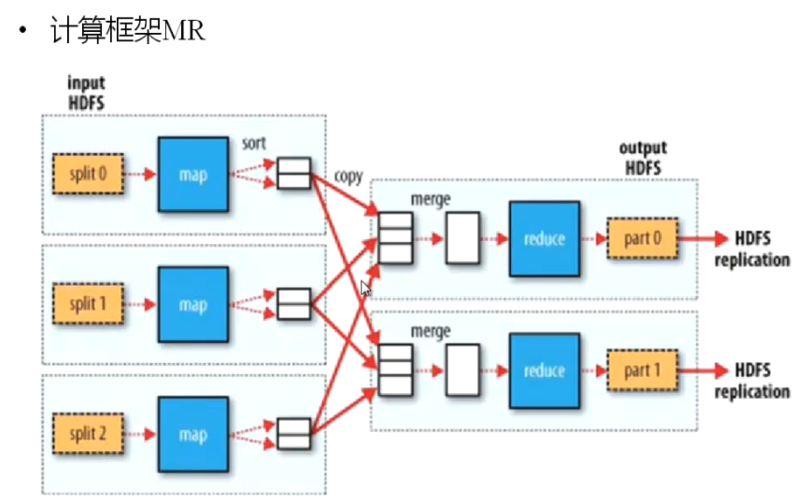 • 计算框架MR
input
HDFS
split 0
map
sort
copy
split 1
map
split 2
map
output
HDFS
merge
reduce
part 0
HDFS
replication
merge
reduce
part 1
HDFS
replication